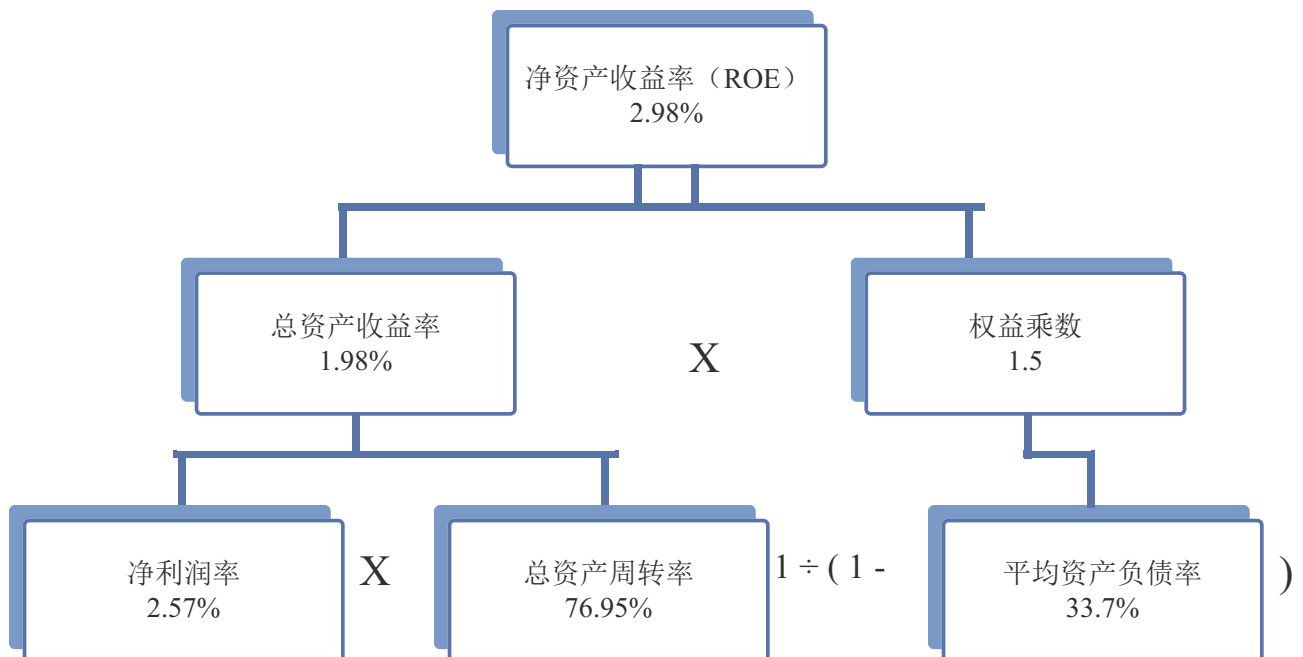 净资产收益率（ROE）
2.98%
总资产收益率
1.98%
X
权益乘数
1.5
净利润率
2.57%
X
总资产周转率
76.95%
1 ÷ ( 1 -
平均资产负债率
33.7%
)